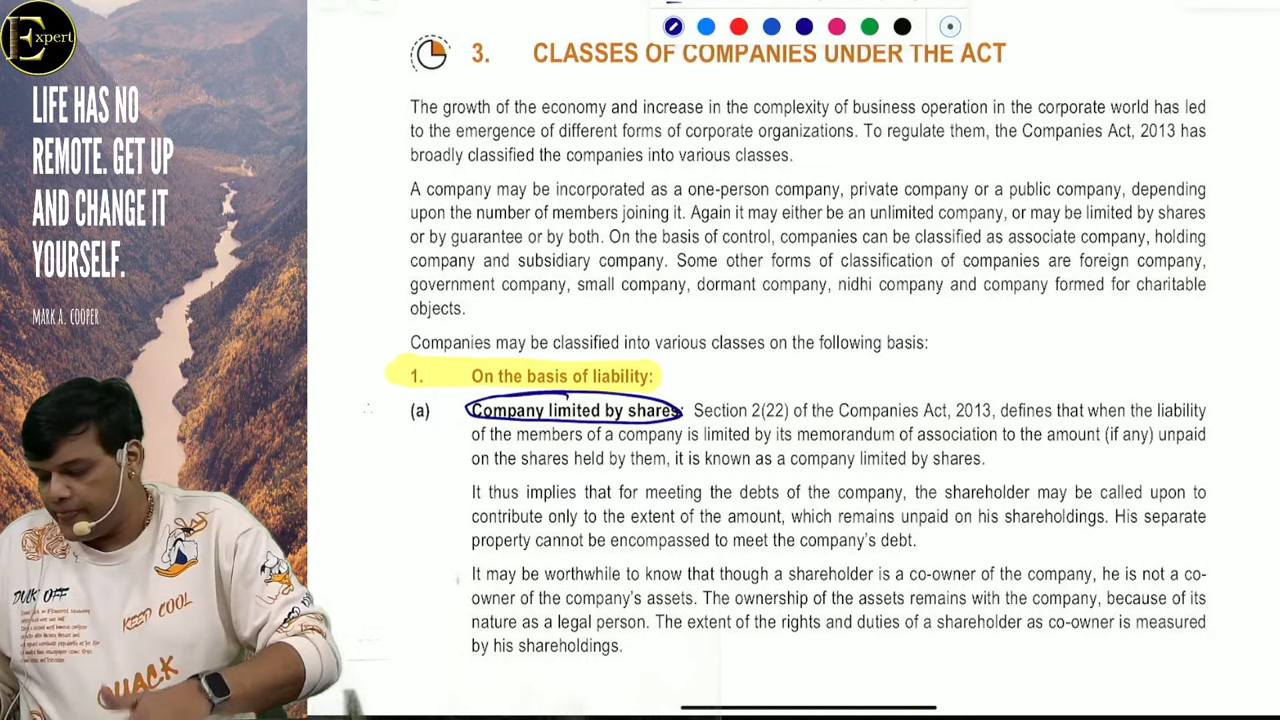 Expert
LIFE HAS NO
REMOTE. GET UP
AND CHANGE IT
YOURSELF.
MARK A. COOPER
3. CLASSES OF COMPANIES UNDER THE ACT
The growth of the economy and increase in the complexity of business operation in the corporate world has led
to the emergence of different forms of corporate organizations. To regulate them, the Companies Act, 2013 has
broadly classified the companies into various classes.
A company may be incorporated as a one-person company, private company or a public company, depending
upon the number of members joining it. Again it may either be an unlimited company, or may be limited by shares
or by guarantee or by both. On the basis of control, companies can be classified as associate company, holding
company and subsidiary company. Some other forms of classification of companies are foreign company,
government company, small company, dormant company, nidhi company and company formed for charitable
objects.
Companies may be classified into various classes on the following basis:
1. On the basis of liability:
(a) Company limited by shares: Section 2(22) of the Companies Act, 2013, defines that when the liability
of the members of a company is limited by its memorandum of association to the amount (if any) unpaid
on the shares held by them, it is known as a company limited by shares.
It thus implies that for meeting the debts of the company, the shareholder may be called upon to
contribute only to the extent of the amount, which remains unpaid on his shareholdings. His separate
property cannot be encompassed to meet the company's debt.
It may be worthwhile to know that though a shareholder is a co-owner of the company, he is not a co-
owner of the company's assets. The ownership of the assets remains with the company, because of its
nature as a legal person. The extent of the rights and duties of a shareholder as co-owner is measured
by his shareholdings.
OFF
KEEP COOL
QUACK